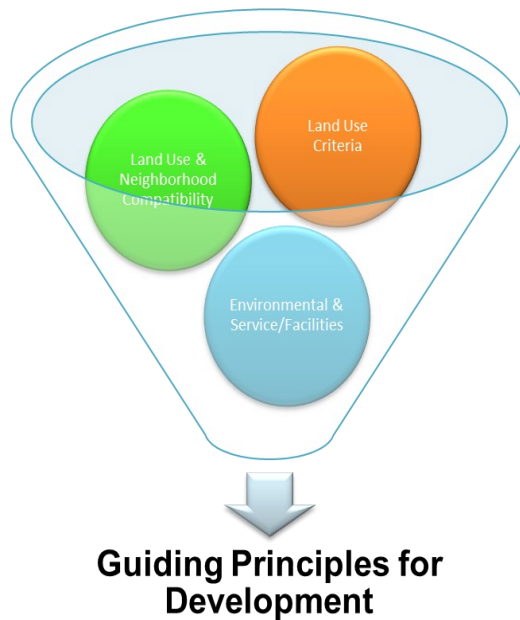 Land Use &
Neighborhood
Compatibility
Land Use
Criteria
Environmental &
Service/Facilities
Guiding Principles for
Development